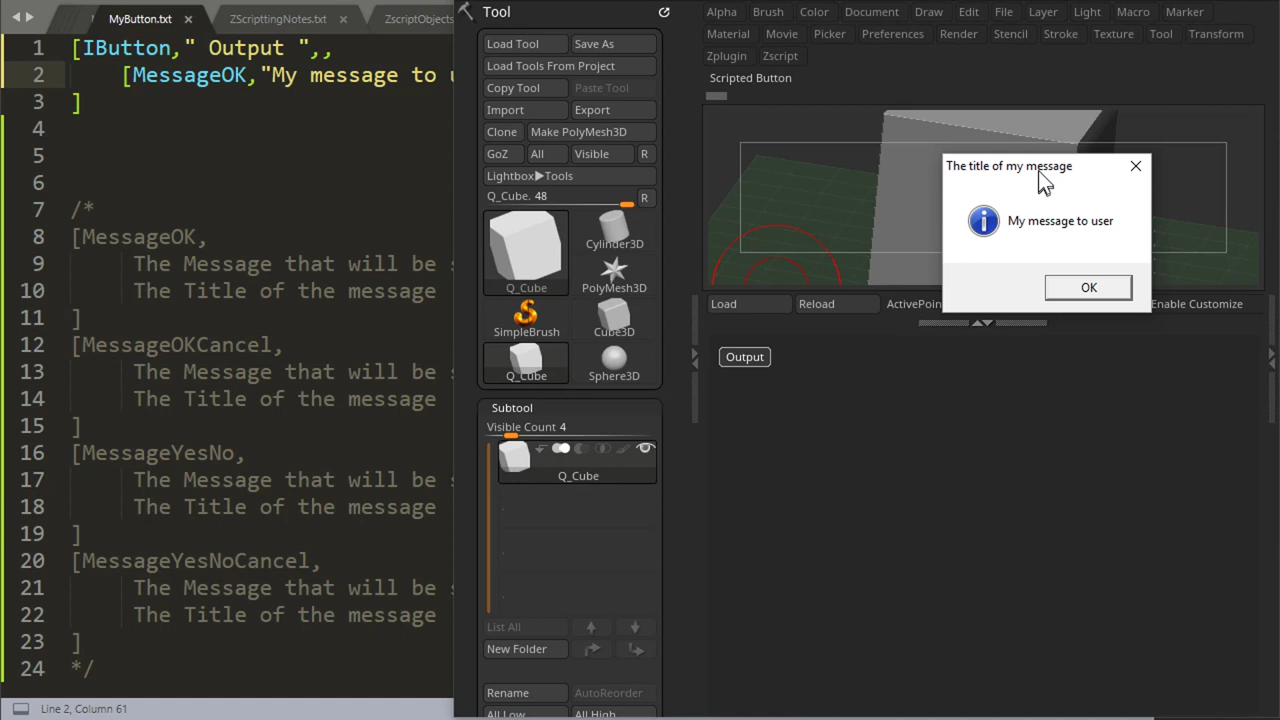 MyButton.txt
ZScripttingNotes.txt
ZscriptObjects
1 [IButton," Output ",,
2 [MessageOK,"My message to
3 ]
4
5
6
7 /*
8 [MessageOK,
9 The Message that will be
10 The Title of the message
11 ]
12 [MessageOKCancel,
13 The Message that will be
14 The Title of the message
15 ]
16 [MessageYesNo,
17 The Message that will be
18 The Title of the message
19 ]
20 [MessageYesNoCancel,
21 The Message that will be
22 The Title of the message
23 ]
24 */
Line 2, Column 61
Tool
Load Tool Save As
Load Tools From Project
Copy Tool Paste Tool
Import Export
Clone Make PolyMesh3D
GoZ All Visible R
Lightbox▶Tools
Q_Cube. 48 R
Q_Cube
Cylinder3D
PolyMesh3D
SimpleBrush
Cube3D
Q_Cube
Sphere3D
Subtool
Visible Count 4
Q_Cube
List All
New Folder
Rename AutoReorder
All Low All High
Alpha Brush Color Document Draw Edit File Layer Light Macro Marker
Material Movie Picker Preferences Render Stencil Stroke Texture Tool Transform
Zplugin Zscript
Scripted Button
The title of my message
My message to user
OK
Load Reload ActivePoin Enable Customize
Output